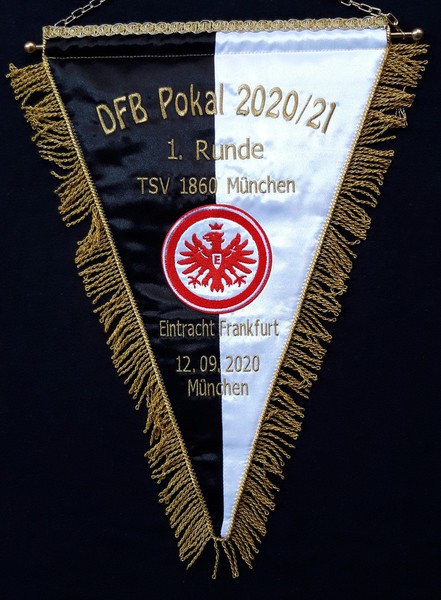 DFB Pokal 2020/21
1. Runde
TSV 1860 München
E
Eintracht Frankfurt
12.09.2020
München